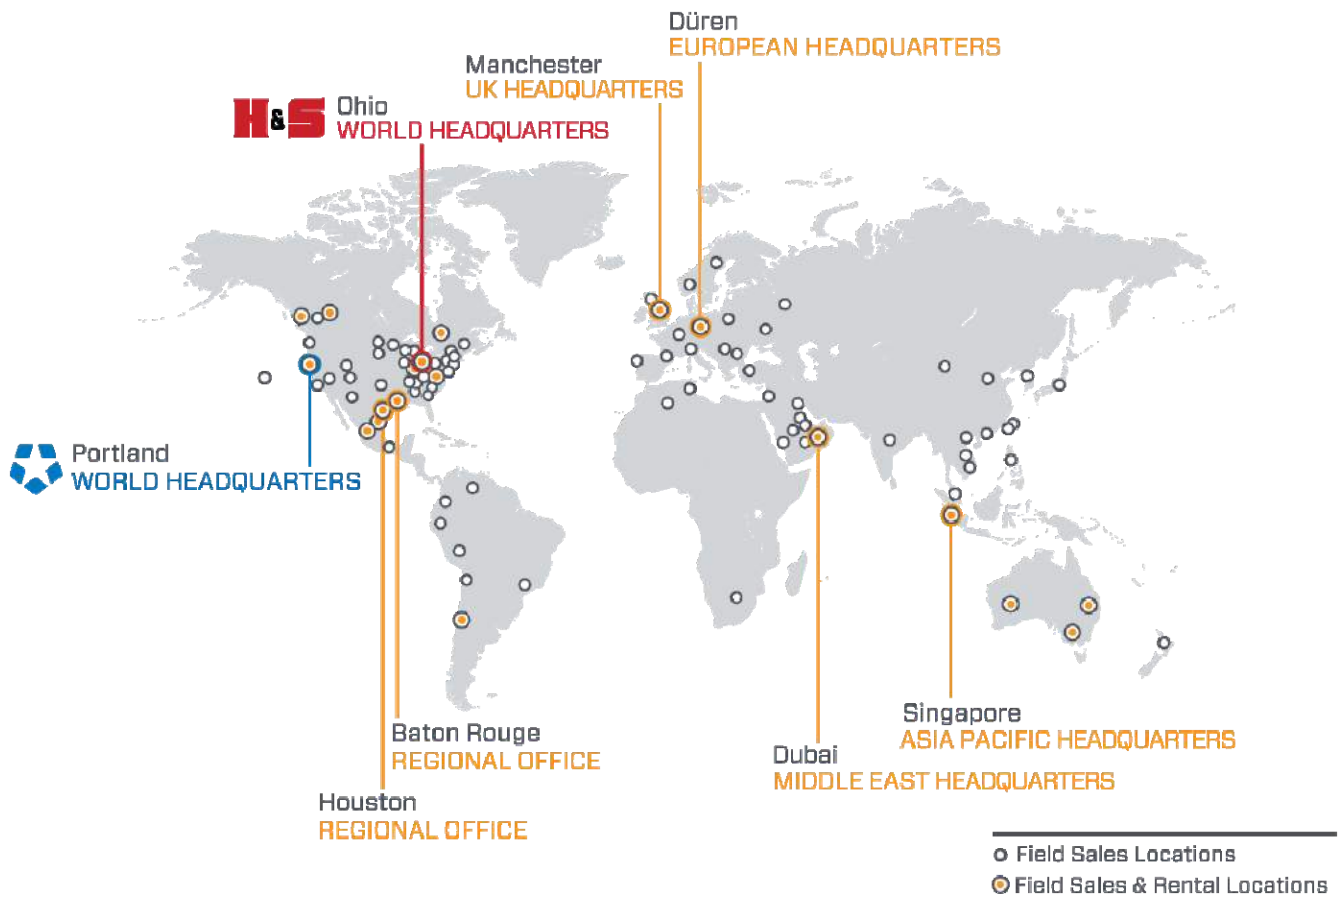 Düren
EUROPEAN HEADQUARTERS
Manchester
UK HEADQUARTERS
H&S
Ohio
WORLD HEADQUARTERS
Portland
WORLD HEADQUARTERS
Baton Rouge
REGIONAL OFFICE
Houston
REGIONAL OFFICE
Singapore
ASIA PACIFIC HEADQUARTERS
Dubai
MIDDLE EAST HEADQUARTERS
Field Sales Locations
Field Sales & Rental Locations